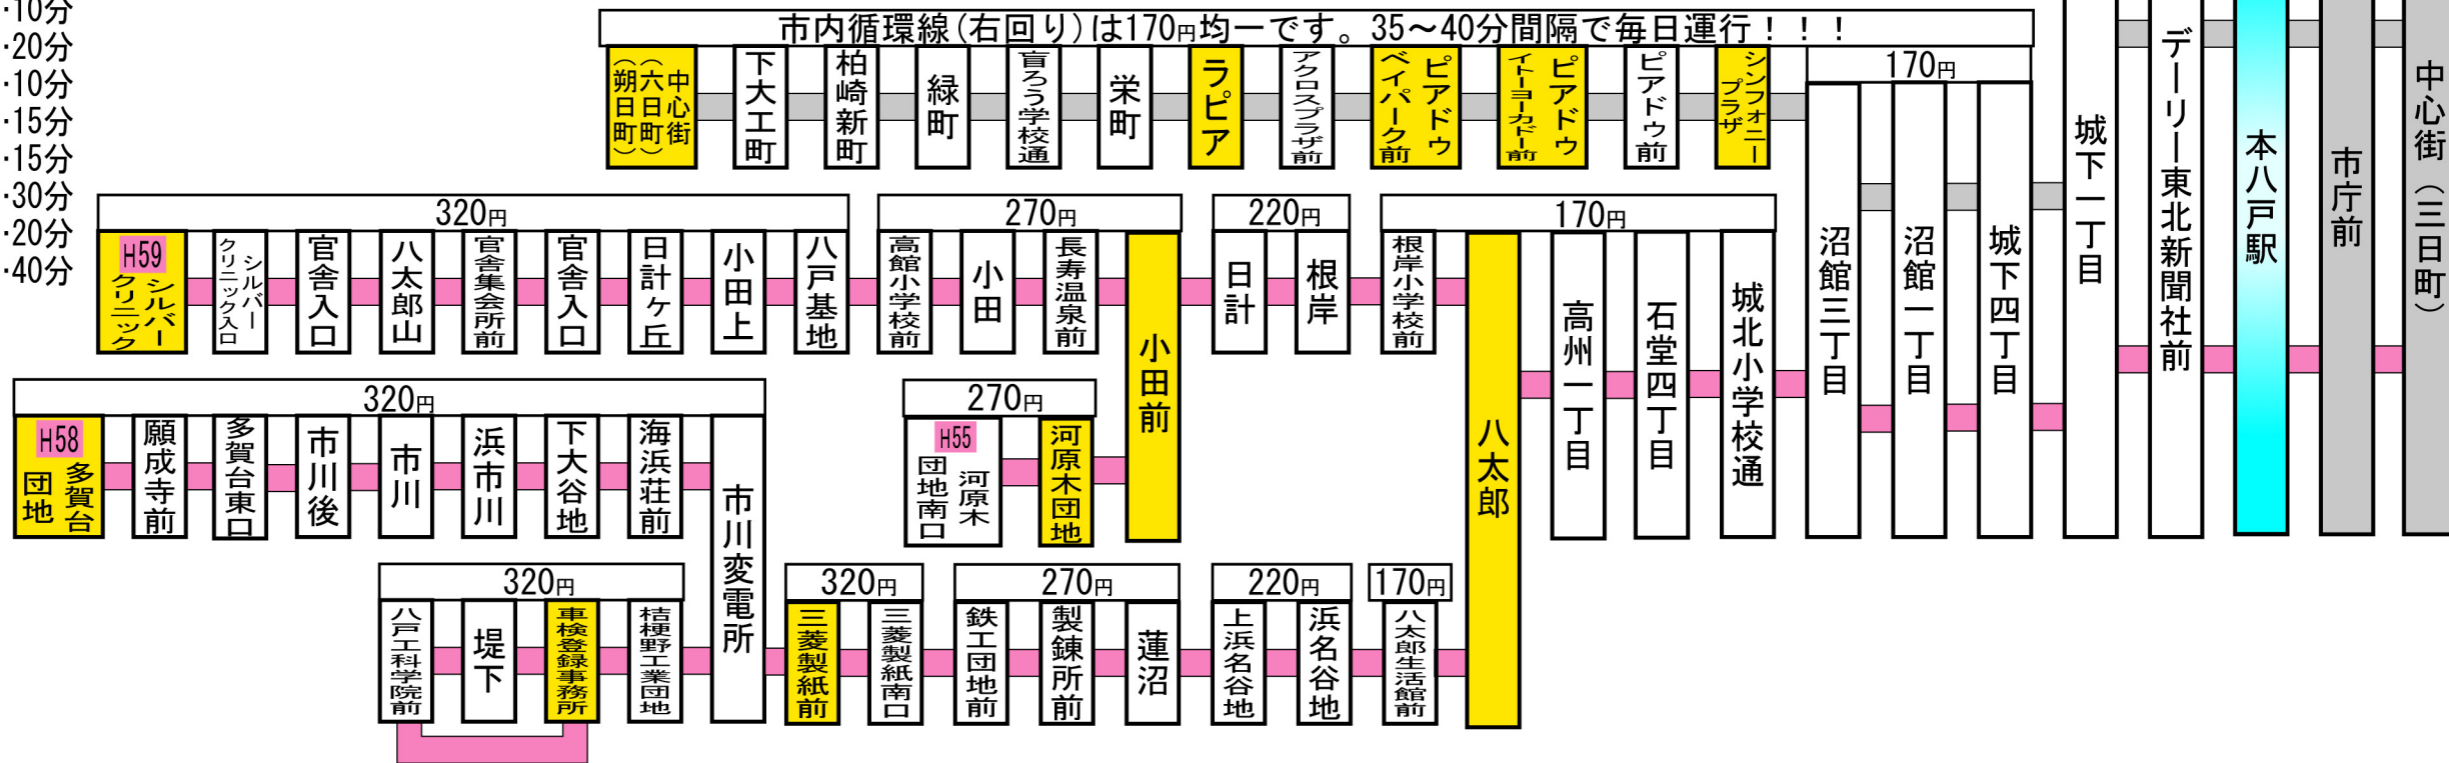 ･10分
･20分
･10分
･15分
･15分
･30分
･20分
･40分
市内循環線(右回り)は170円均一です。35～40分間隔で毎日運行！！！
中心街
(六日町)
(朔日町)
下大工町
柏崎新町
緑町
盲ろう学校通
栄町
ラピア
アクロスプラザ前
ピアドゥ
ベイパーク前
ピアドゥ
イトーヨーカドー前
ピアドゥ前
シンフォニー
プラザ
170円
沼館三丁目
沼館一丁目
城下四丁目
城下一丁目
デーリー東北新聞社前
本八戸駅
市庁前
中心街(三日町)
320円
H59
シルバー
クリニック
シルバー
クリニック入口
官舎入口
八太郎山
官舎集会所前
官舎入口
日計ヶ丘
小田上
八戸基地
270円
高館小学校前
小田
長寿温泉前
小田前
220円
日計
根岸
170円
根岸小学校前
八太郎
高州一丁目
石堂四丁目
城北小学校通
320円
H58
多賀台
団地
願成寺前
多賀台東口
市川後
市川
浜市川
下大谷地
海浜荘前
市川変電所
270円
H55
河原木
団地南口
河原木団地
320円
八戸工科学院前
堤下
車検登録事務所
桔梗野工業団地
320円
三菱製紙前
三菱製紙南口
270円
鉄工団地前
製錬所前
蓮沼
220円
上浜名谷地
浜名谷地
170円
八太郎生活館前